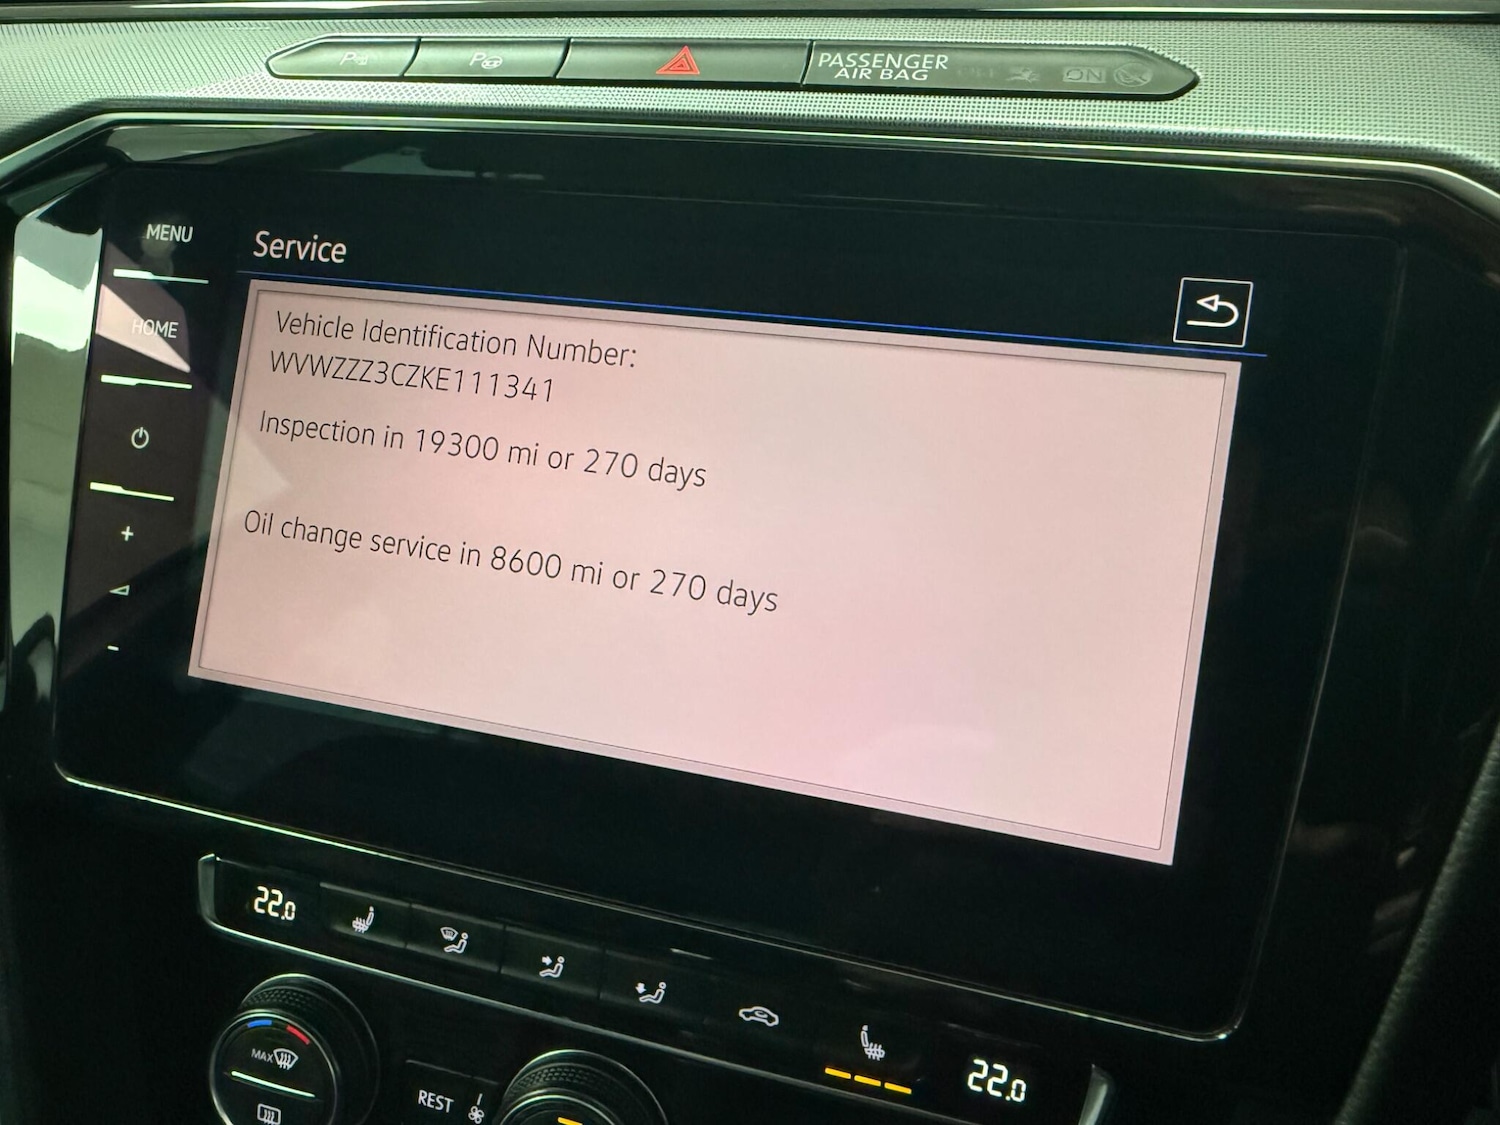 PASSENGER
AIR BAG
ON
MENU
Service
HOME
Vehicle Identification Number:
WVWZZZ3CZKE111341
Inspection in 19300 mi or 270 days
Oil change service in 8600 mi or 270 days
+
-
22.0
22.0
MAX
REST